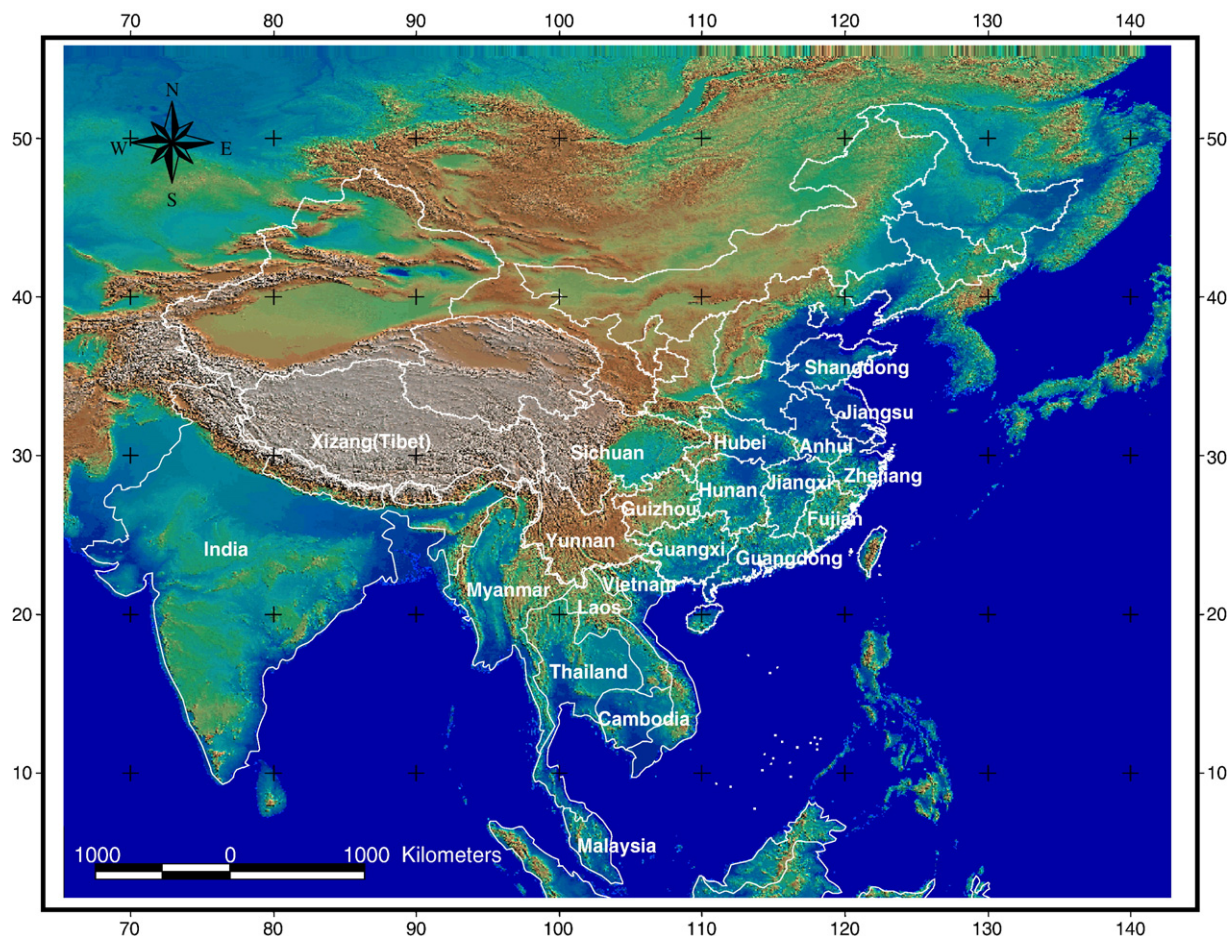 70 80 90 100 110 120 130 140
N
50 W E 50
S
40 40
Shangdong
Jiangsu
Xizang(Tibet) Sichuan Hubei Anhui
30 30
Zhejiang
Hunan Jiangxi
Guizhou Fujian
India Yunnan Guangxi Guangdong
Myanmar Vietnam
Laos
20 20
Thailand
Cambodia
10 10
Malaysia
1000 0 1000 Kilometers
70 80 90 100 110 120 130 140